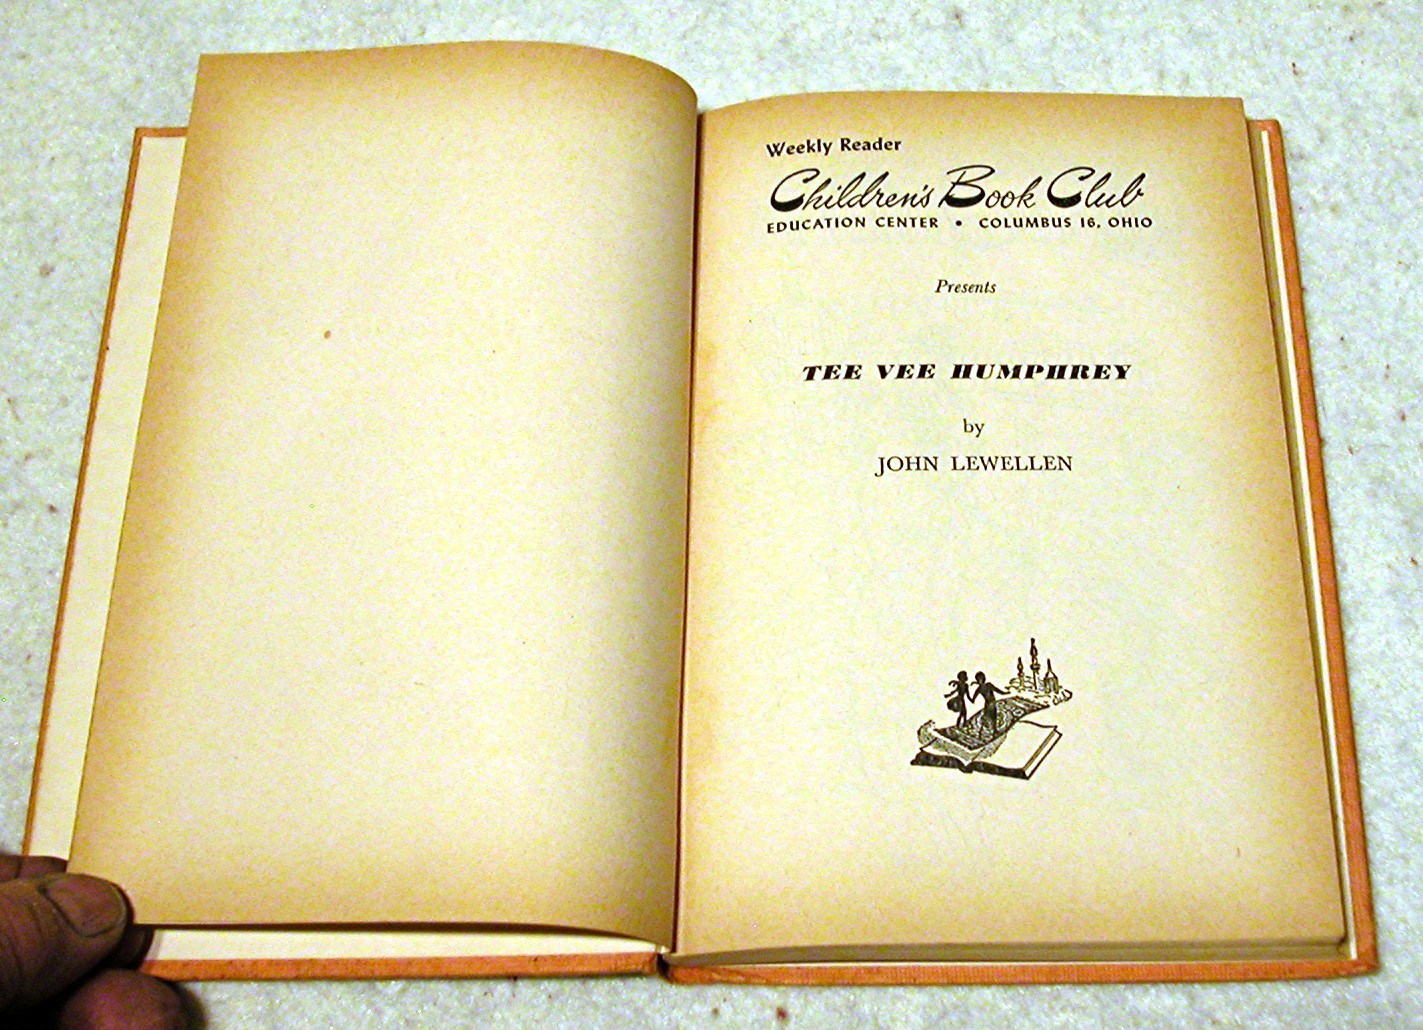 Weekly Reader
Children's Book Club
EDUCATION CENTER • COLUMBUS 16, OHIO
Presents
TEE VEE HUMPHREY
by
JOHN LEWELLEN